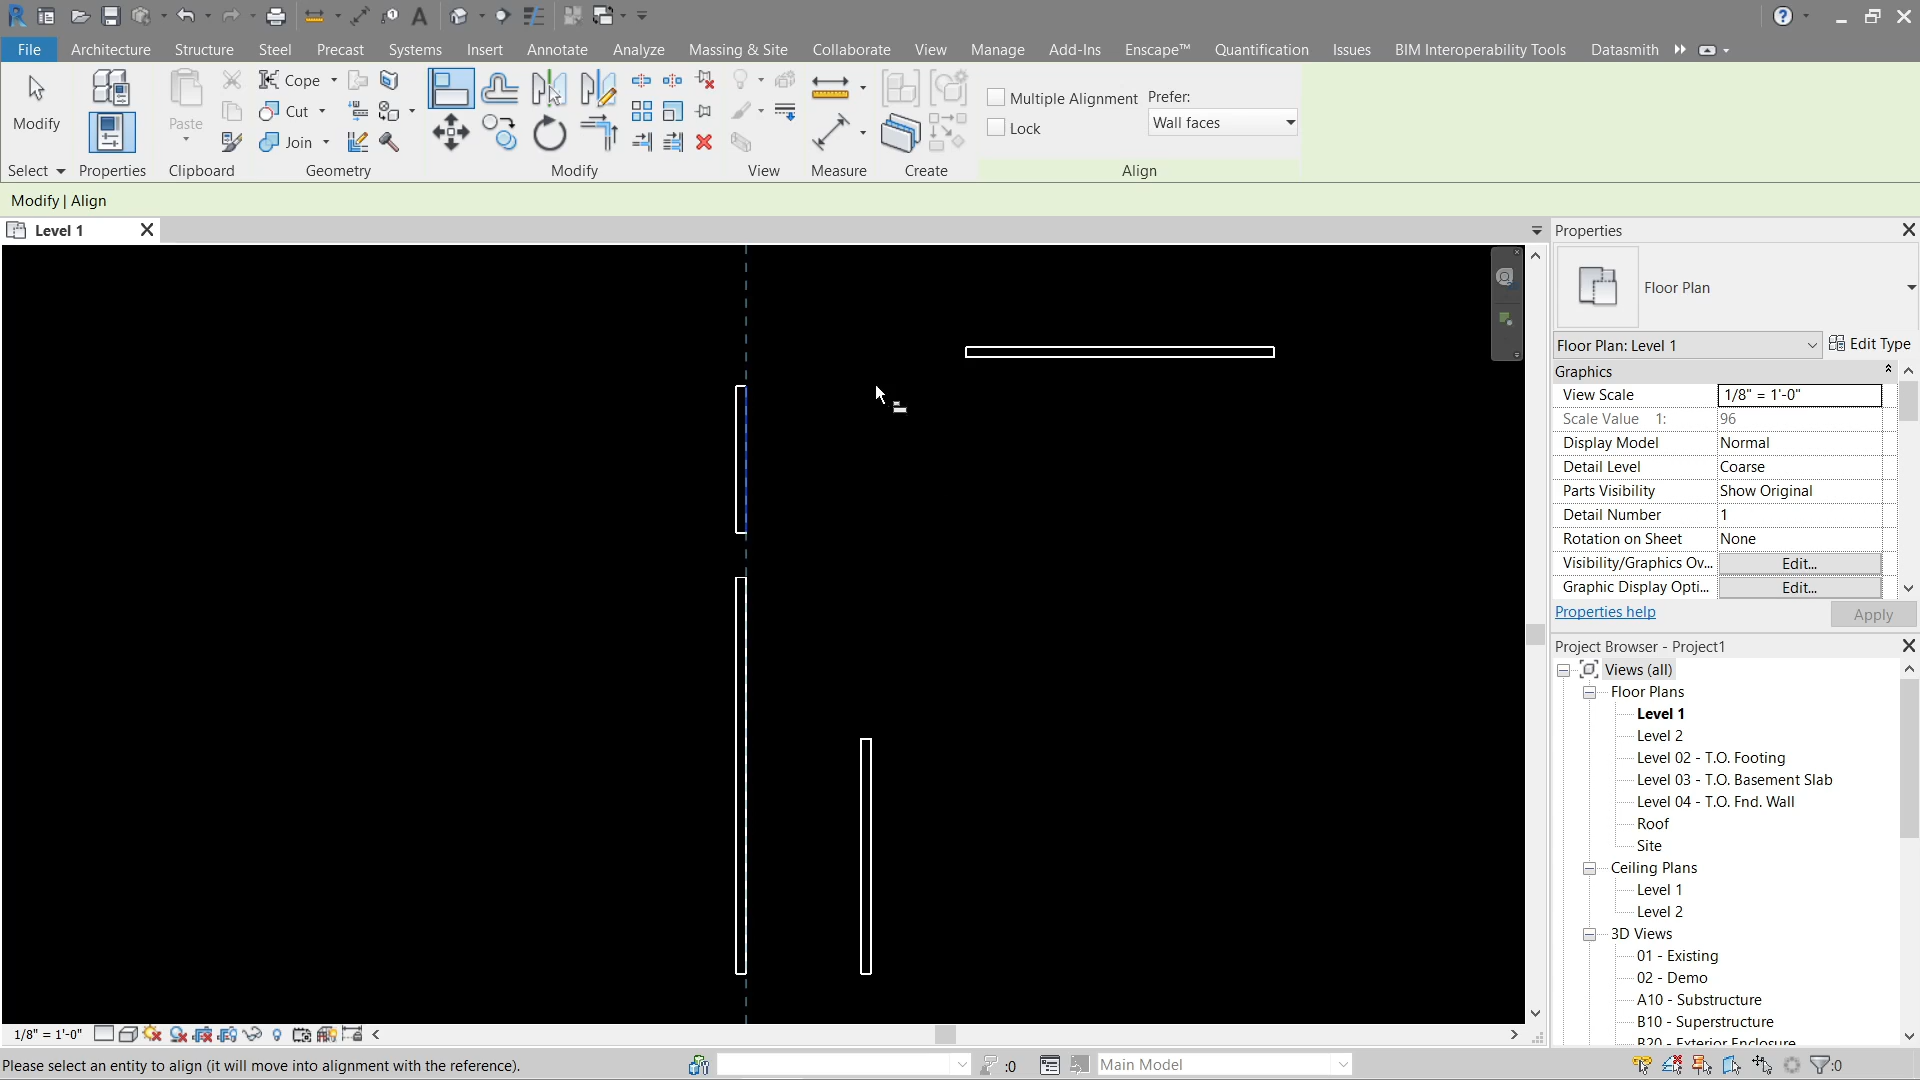 File Architecture Structure Steel Precast Systems Insert Annotate Analyze Massing & Site Collaborate View Manage Add-Ins Enscape™ Quantification Issues BIM Interoperability Tools Datasmith
Modify
Paste
Cope
Cut
Join
Multiple Alignment
Lock
Prefer:
Wall faces
Select Properties Clipboard Geometry Modify View Measure Create Align
Modify | Align
Level 1
Properties
Floor Plan
Floor Plan: Level 1 Edit Type
Graphics
View Scale 1/8" = 1'-0"
Scale Value 1: 96
Display Model Normal
Detail Level Coarse
Parts Visibility Show Original
Detail Number 1
Rotation on Sheet None
Visibility/Graphics Ov... Edit...
Graphic Display Opti... Edit...
Properties help Apply
Project Browser - Project1
Views (all)
Floor Plans
Level 1
Level 2
Level 02 - T.O. Footing
Level 03 - T.O. Basement Slab
Level 04 - T.O. Fnd. Wall
Roof
Site
Ceiling Plans
Level 1
Level 2
3D Views
01 - Existing
02 - Demo
A10 - Substructure
B10 - Superstructure
B20 - Exterior Enclosure
1/8" = 1'-0"
Please select an entity to align (it will move into alignment with the reference). :0 Main Model :0